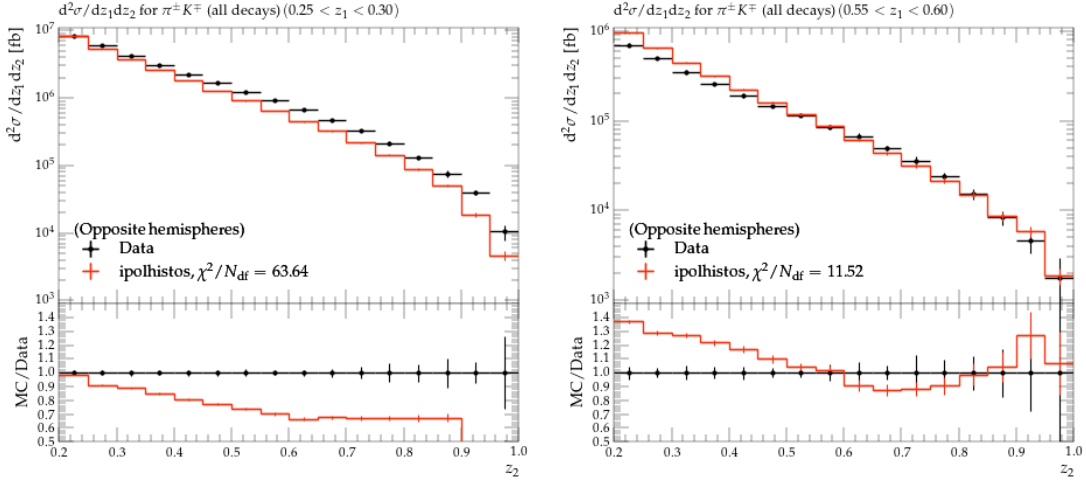 d²σ/dz₁dz₂ for π±K∓ (all decays) (0.25 < z₁ < 0.30)
10⁷
10⁶
10⁵
10⁴
10³
d²σ/dz₁dz₂ [fb]
(Opposite hemispheres)
Data
ipolhistos, χ²/N_df = 63.64
1.4
1.3
1.2
1.1
1.0
0.9
0.8
0.7
0.6
0.5
MC/Data
0.2 0.3 0.4 0.5 0.6 0.7 0.8 0.9 1.0
z₂
d²σ/dz₁dz₂ for π±K∓ (all decays) (0.55 < z₁ < 0.60)
10⁶
10⁵
10⁴
10³
d²σ/dz₁dz₂ [fb]
(Opposite hemispheres)
Data
ipolhistos, χ²/N_df = 11.52
1.4
1.3
1.2
1.1
1.0
0.9
0.8
0.7
0.6
0.5
MC/Data
0.2 0.3 0.4 0.5 0.6 0.7 0.8 0.9 1.0
z₂